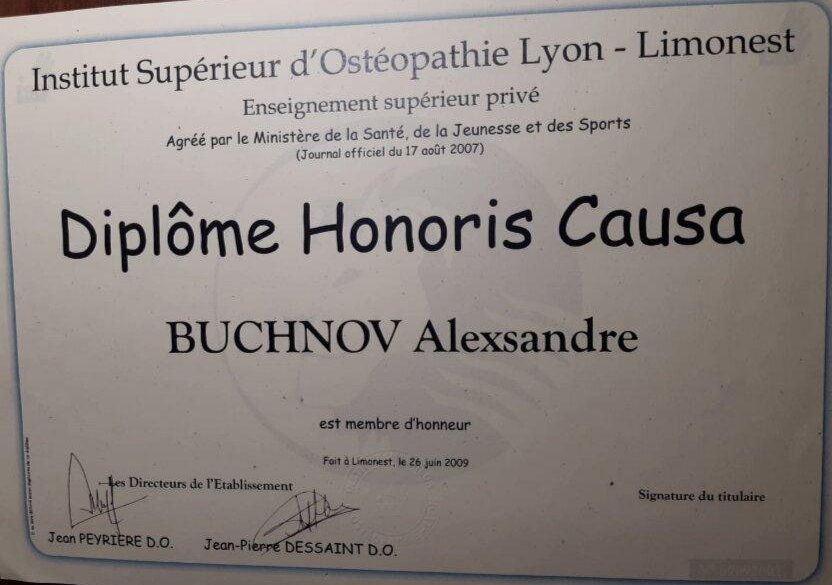 Institut Supérieur d'Ostéopathie Lyon - Limonest
Enseignement supérieur privé
Agréé par le Ministère de la Santé, de la Jeunesse et des Sports
(Journal officiel du 17 août 2007)
Diplôme Honoris Causa
BUCHNOV Alexsandre
est membre d'honneur
Fait à Limonest, le 26 juin 2009
Les Directeurs de l'Etablissement
Signature du titulaire
Jean PEYRIERE D.O.
Jean-Pierre DESSAINT D.O.